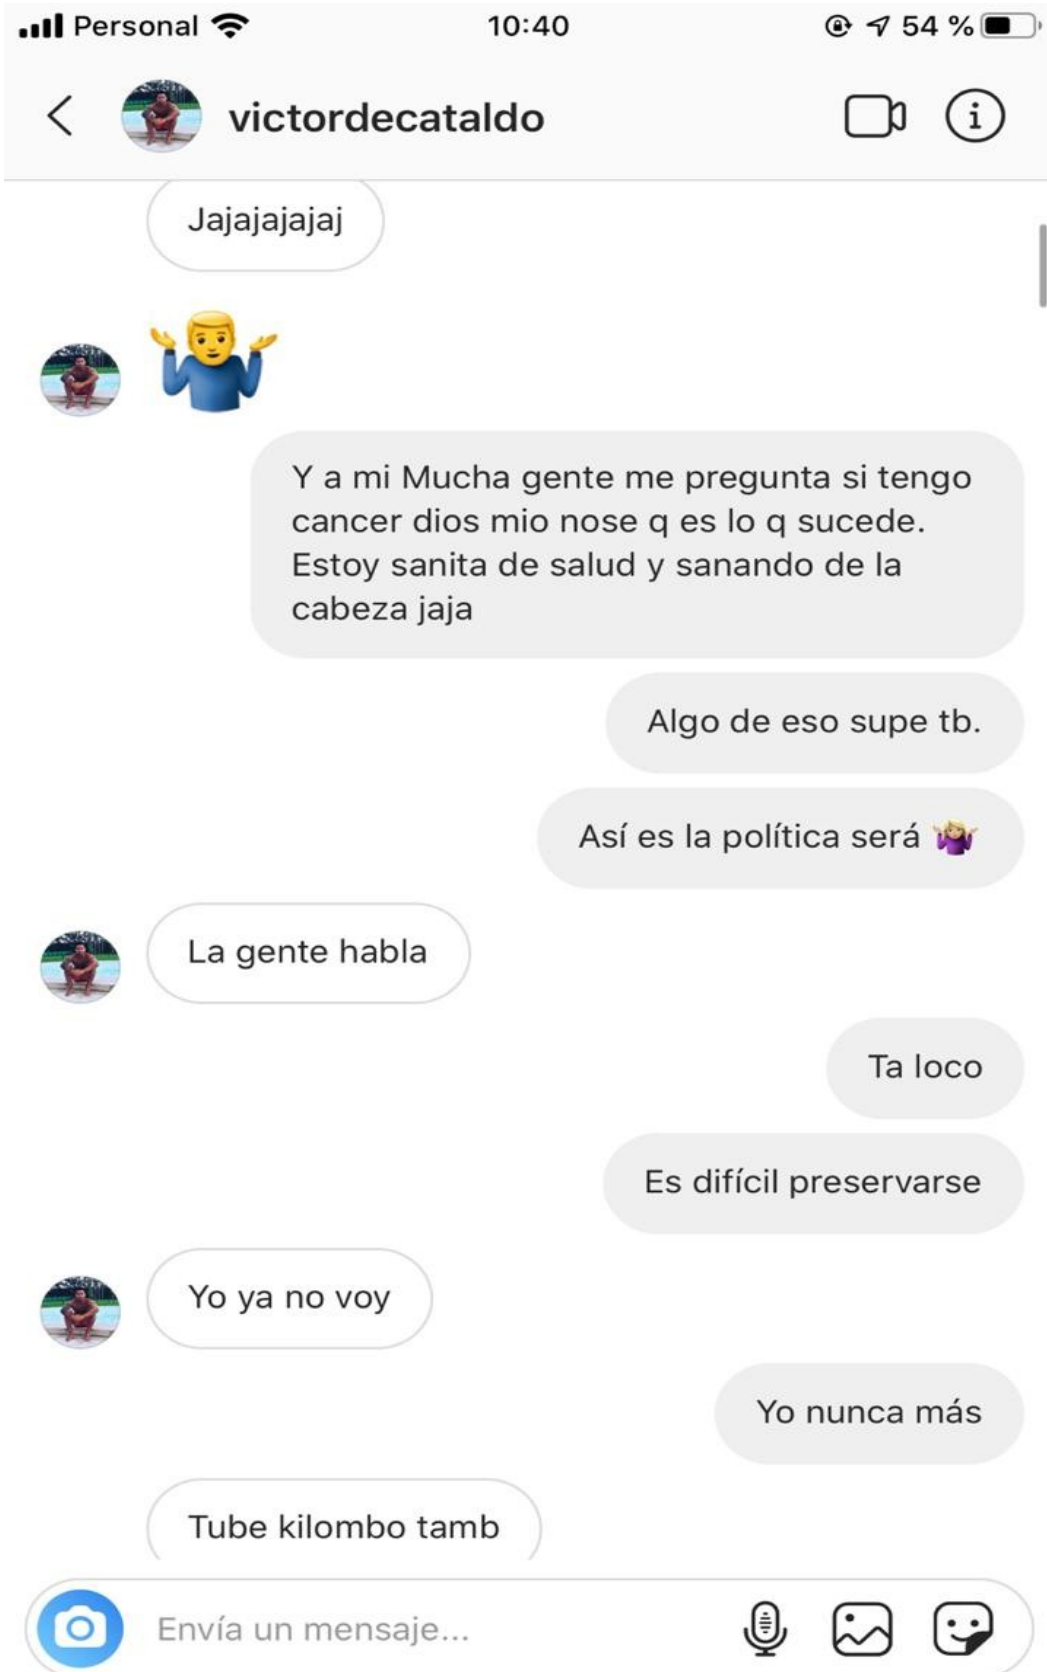 Personal 10:40 54 %
victordecataldo
Jajajajajaj
Y a mi Mucha gente me pregunta si tengo
cancer dios mio nose q es lo q sucede.
Estoy sanita de salud y sanando de la
cabeza jaja
Algo de eso supe tb.
Así es la política será 🤷🏼‍♀️
La gente habla
Ta loco
Es difícil preservarse
Yo ya no voy
Yo nunca más
Tube kilombo tamb
Envía un mensaje...